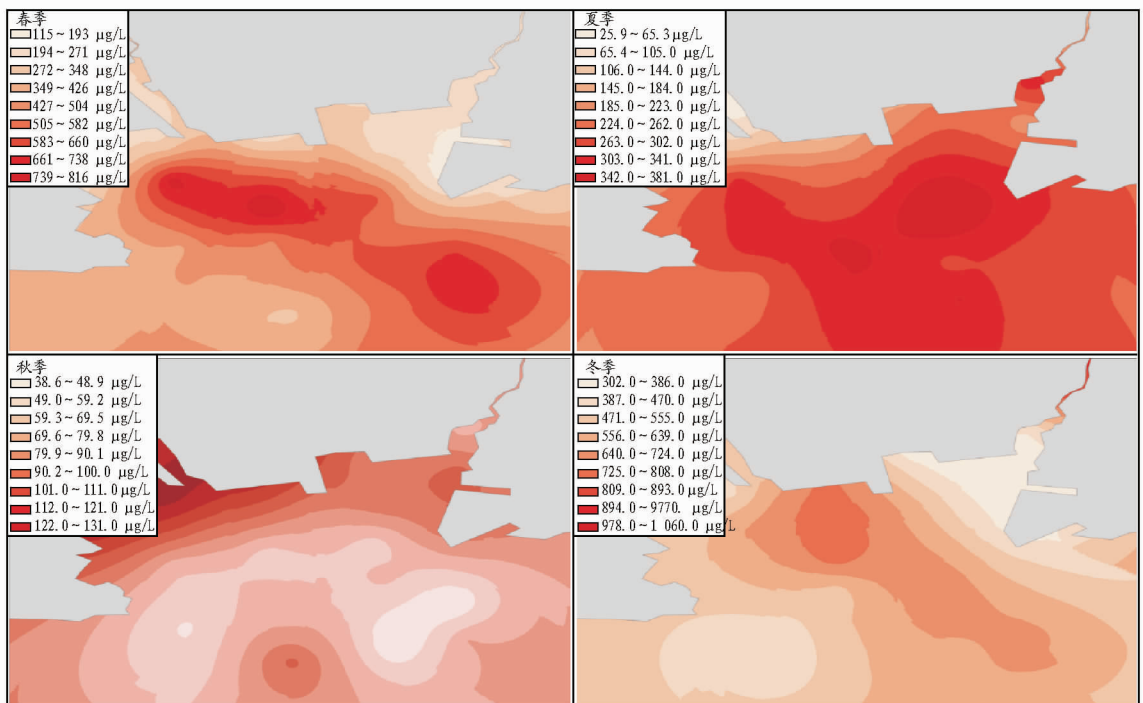 春季
115~193 μg/L
194~271 μg/L
272~348 μg/L
349~426 μg/L
427~504 μg/L
505~582 μg/L
583~660 μg/L
661~738 μg/L
739~816 μg/L
夏季
25.9~65.3 μg/L
65.4~105.0 μg/L
106.0~144.0 μg/L
145.0~184.0 μg/L
185.0~223.0 μg/L
224.0~262.0 μg/L
263.0~302.0 μg/L
303.0~341.0 μg/L
342.0~381.0 μg/L
秋季
38.6~48.9 μg/L
49.0~59.2 μg/L
59.3~69.5 μg/L
69.6~79.8 μg/L
79.9~90.1 μg/L
90.2~100.0 μg/L
101.0~111.0 μg/L
112.0~121.0 μg/L
122.0~131.0 μg/L
冬季
302.0~386.0 μg/L
387.0~470.0 μg/L
471.0~555.0 μg/L
556.0~639.0 μg/L
640.0~724.0 μg/L
725.0~808.0 μg/L
809.0~893.0 μg/L
894.0~9770. μg/L
978.0~1 060.0 μg/L